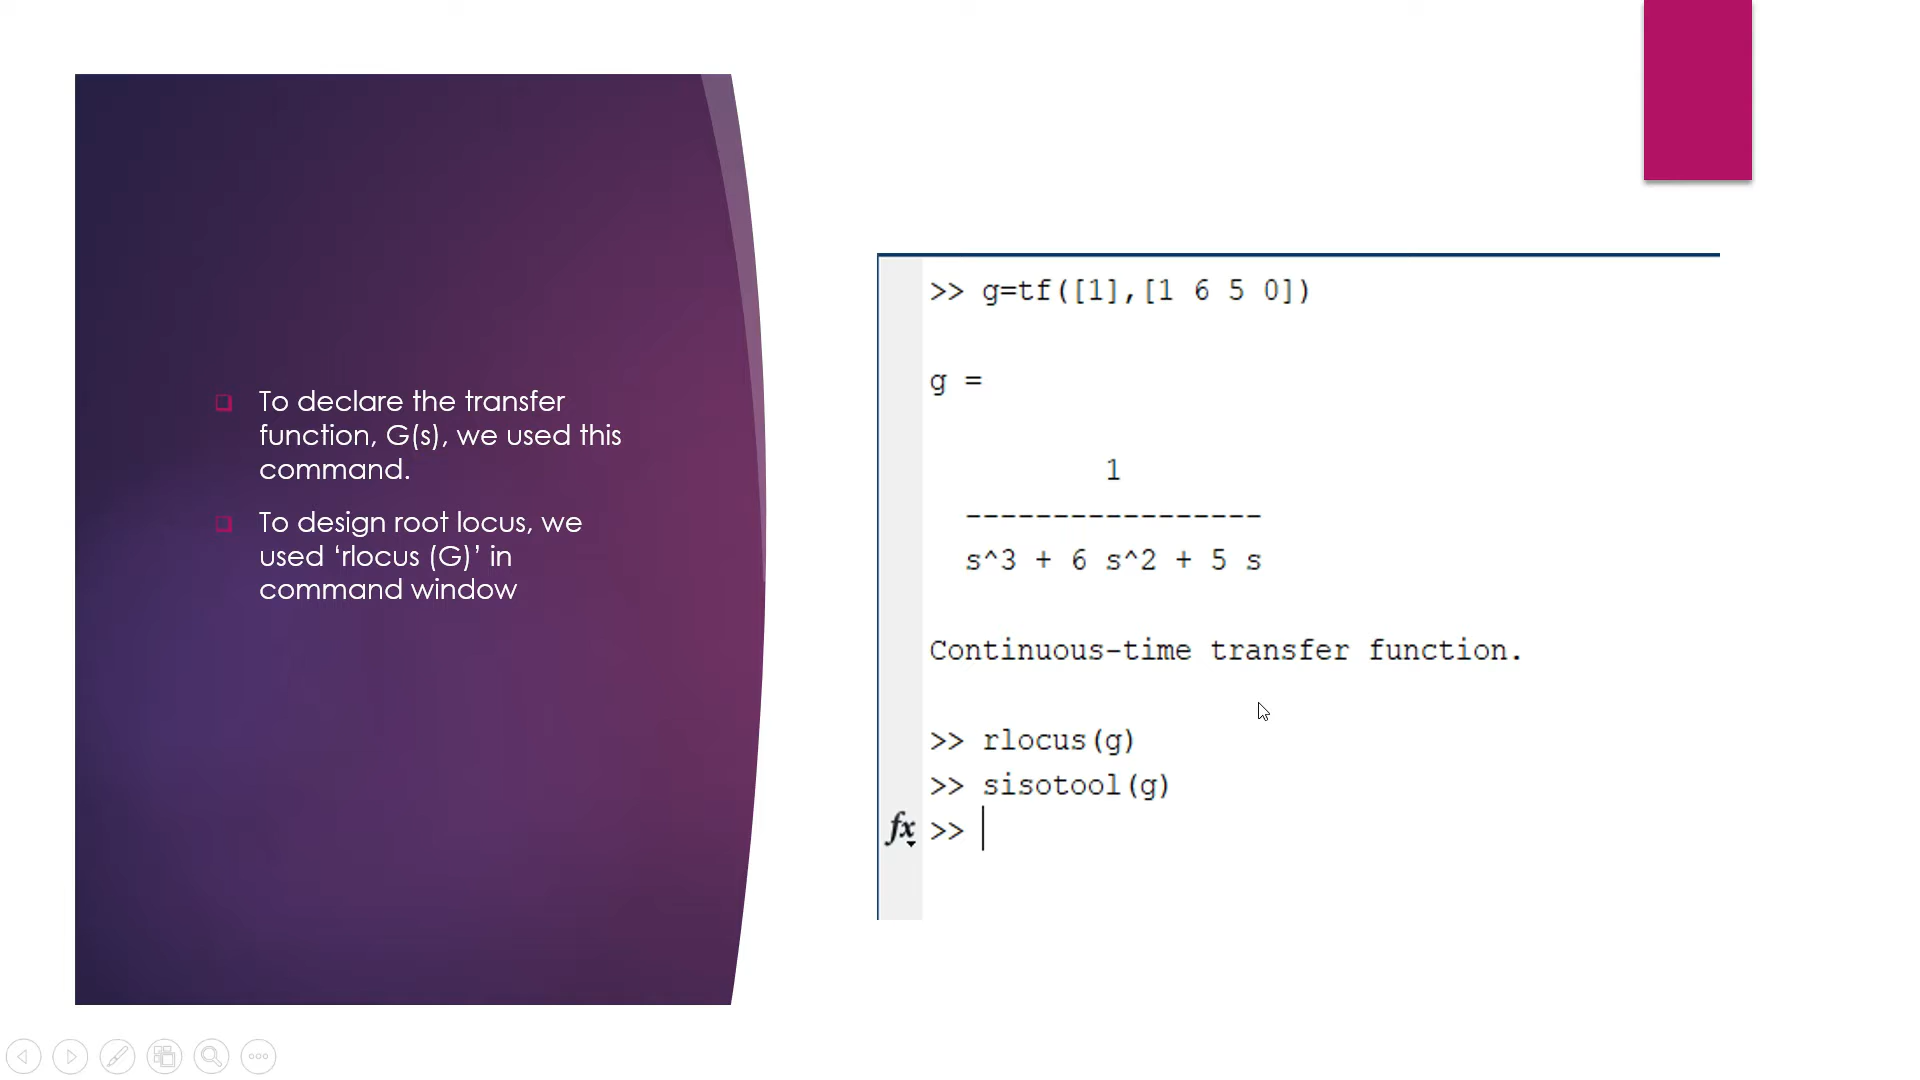 To declare the transfer
function, G(s), we used this
command.
To design root locus, we
used ‘rlocus (G)’ in
command window
>> g=tf([1],[1 6 5 0])
g =
1
-----------------
s^3 + 6 s^2 + 5 s
Continuous-time transfer function.
>> rlocus(g)
>> sisotool(g)
fx >>